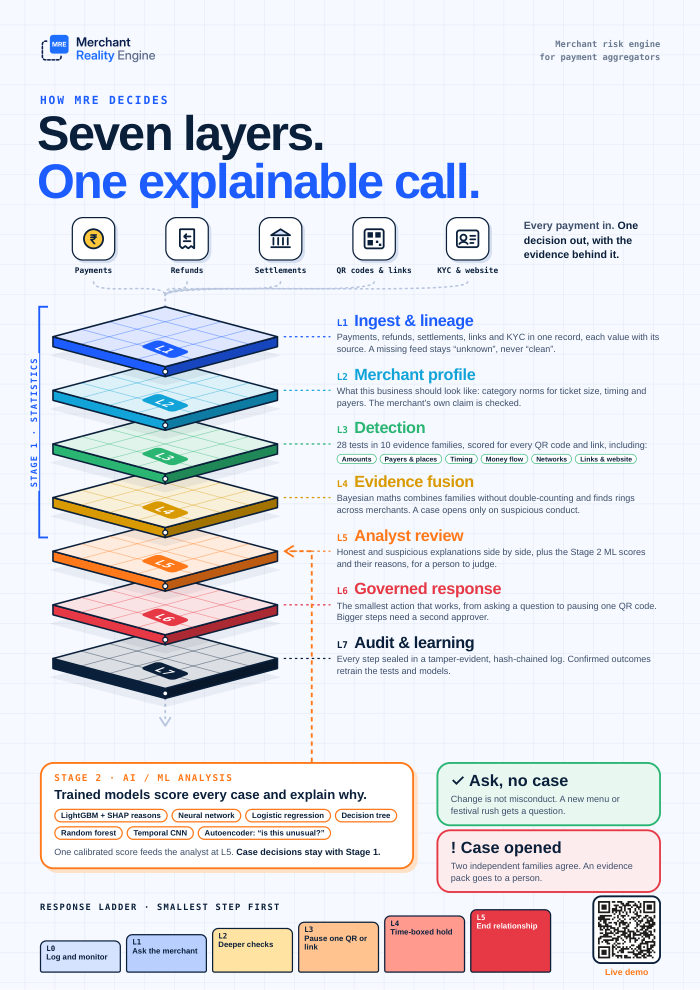 MRE
Merchant
Reality Engine
Merchant risk engine
for payment aggregators
HOW MRE DECIDES
Seven layers.
One explainable call.
₹
Payments
Refunds
Settlements
QR codes & links
KYC & website
Every payment in. One
decision out, with the
evidence behind it.
STAGE 1 · STATISTICS
L1
L2
L3
L4
L5
L6
L7
L1 Ingest & lineage
Payments, refunds, settlements, links and KYC in one record, each value with its
source. A missing feed stays “unknown”, never “clean”.
L2 Merchant profile
What this business should look like: category norms for ticket size, timing and
payers. The merchant's own claim is checked.
L3 Detection
28 tests in 10 evidence families, scored for every QR code and link, including:
Amounts Payers & places Timing Money flow Networks Links & website
L4 Evidence fusion
Bayesian maths combines families without double-counting and finds rings
across merchants. A case opens only on suspicious conduct.
L5 Analyst review
Honest and suspicious explanations side by side, plus the Stage 2 ML scores
and their reasons, for a person to judge.
L6 Governed response
The smallest action that works, from asking a question to pausing one QR code.
Bigger steps need a second approver.
L7 Audit & learning
Every step sealed in a tamper-evident, hash-chained log. Confirmed outcomes
retrain the tests and models.
STAGE 2 · AI / ML ANALYSIS
Trained models score every case and explain why.
LightGBM + SHAP reasons Neural network Logistic regression Decision tree
Random forest Temporal CNN Autoencoder: “is this unusual?”
One calibrated score feeds the analyst at L5. Case decisions stay with Stage 1.
✓ Ask, no case
Change is not misconduct. A new menu or
festival rush gets a question.
! Case opened
Two independent families agree. An evidence
pack goes to a person.
RESPONSE LADDER · SMALLEST STEP FIRST
L0
Log and monitor
L1
Ask the merchant
L2
Deeper checks
L3
Pause one QR or
link
L4
Time-boxed hold
L5
End relationship
Live demo